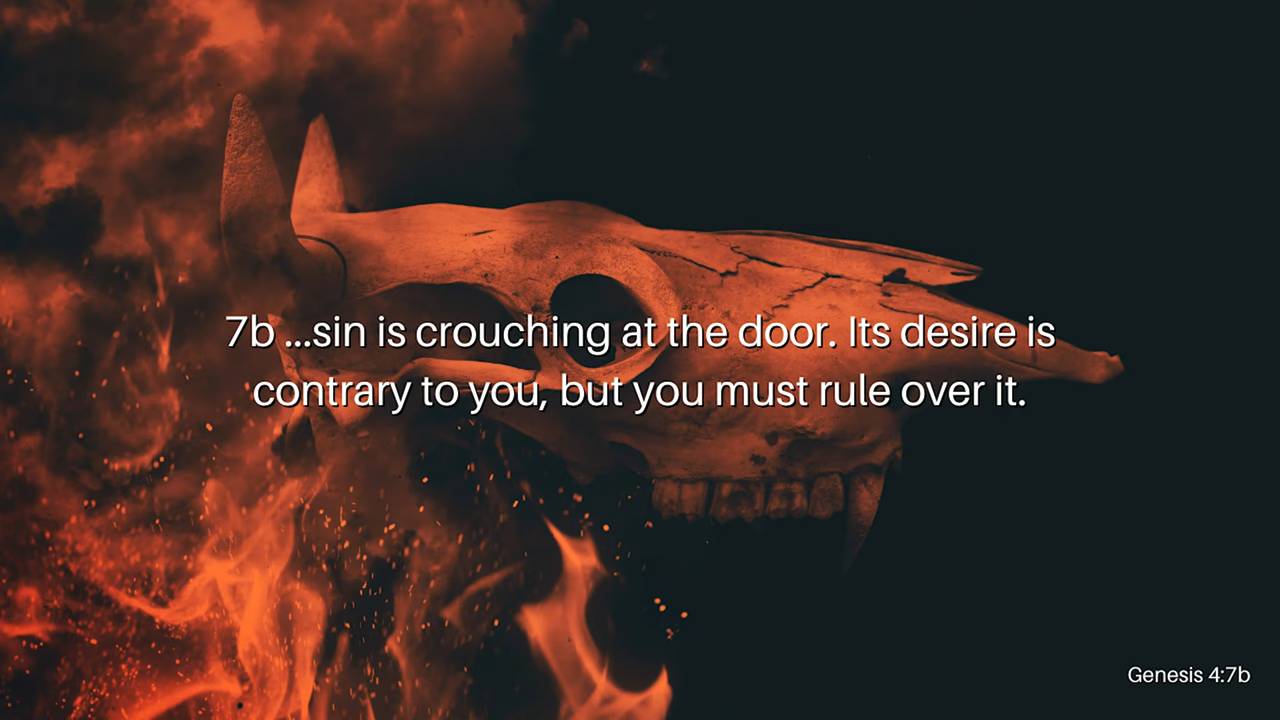 7b ...sin is crouching at the door. Its desire is
contrary to you, but you must rule over it.
Genesis 4:7b